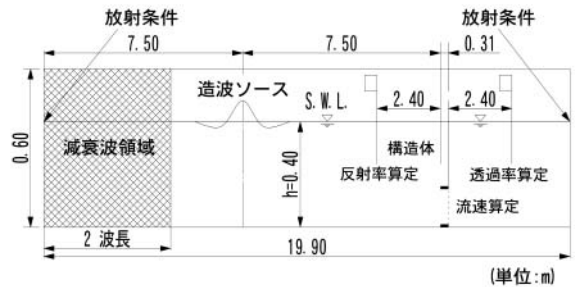 放射条件 放射条件
7.50 7.50 0.31
造波ソース S.W.L. 2.40 2.40
0.60 減衰波領域 h=0.40 構造体
反射率算定 透過率算定
流速算定
2 波長
19.90
(単位:m)